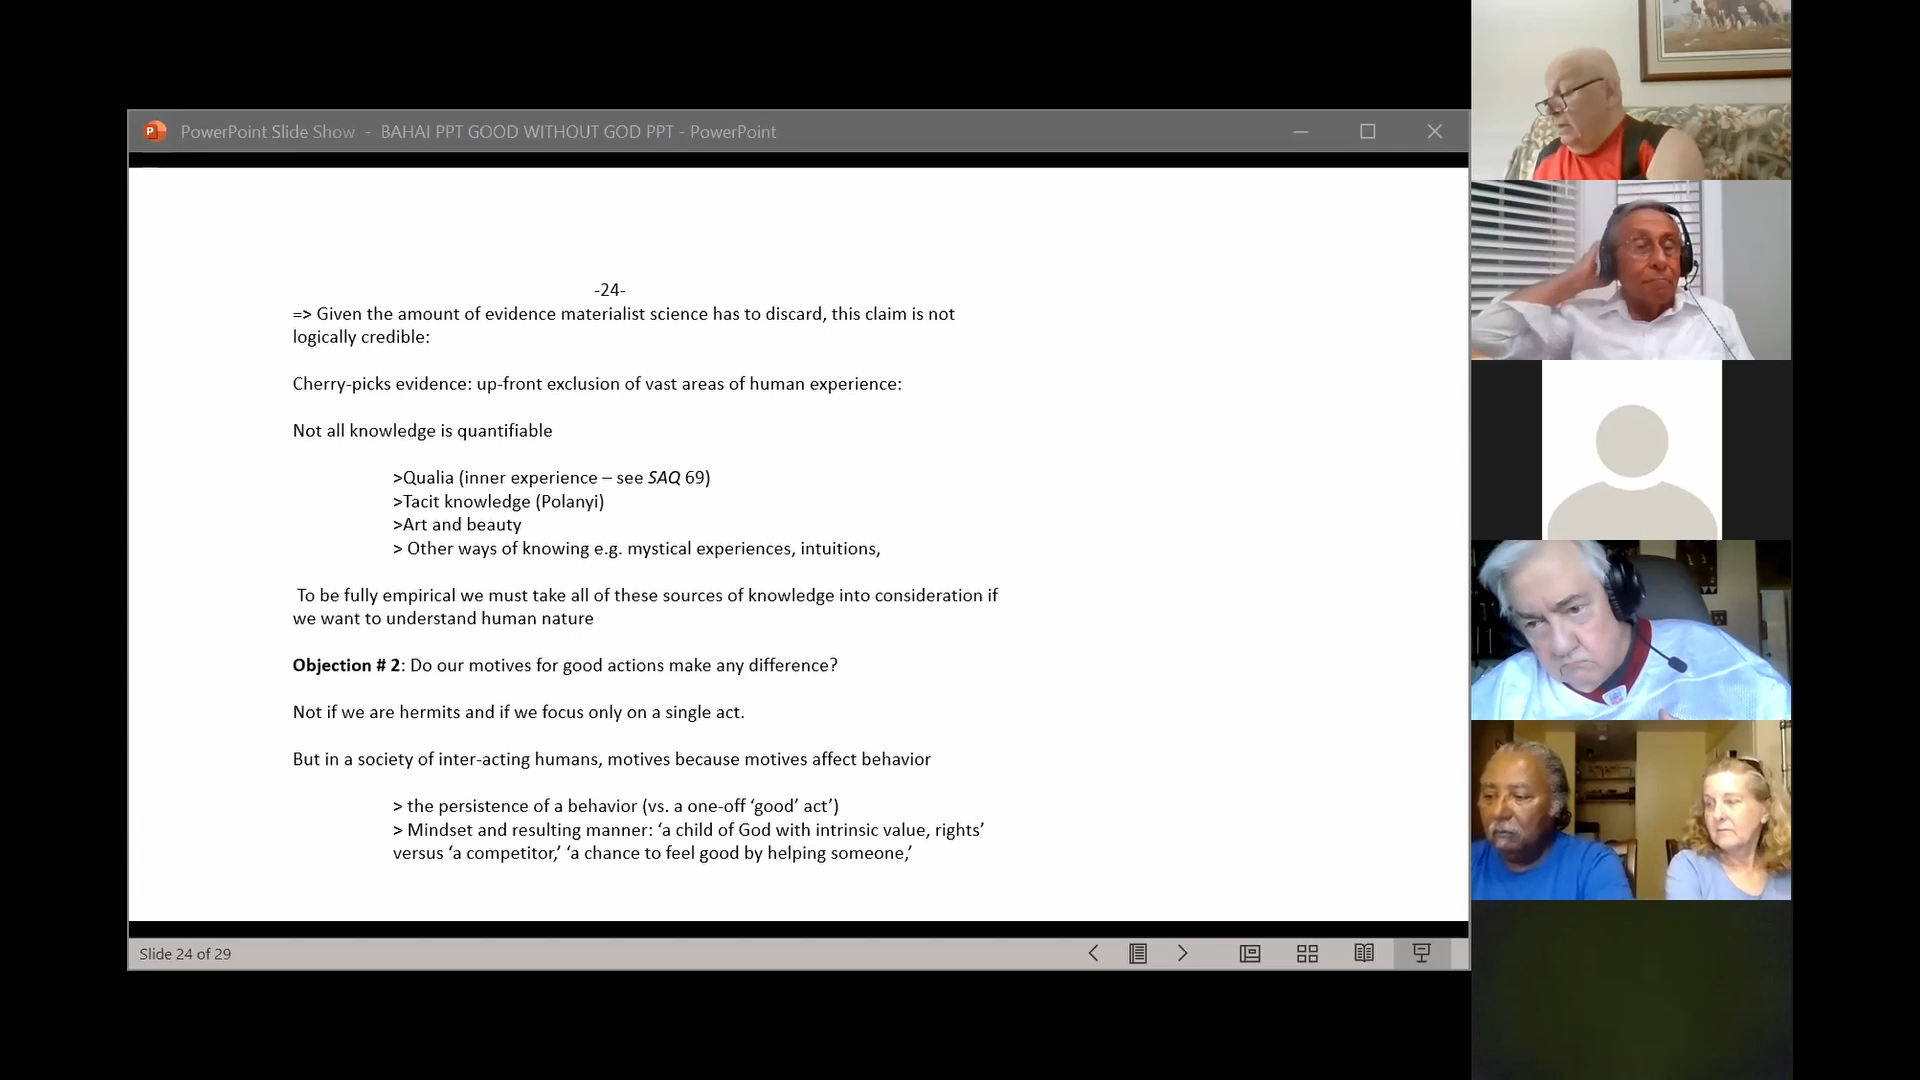 P
PowerPoint Slide Show - BAHAI PPT GOOD WITHOUT GOD PPT - PowerPoint
-24-
=> Given the amount of evidence materialist science has to discard, this claim is not
logically credible:
Cherry-picks evidence: up-front exclusion of vast areas of human experience:
Not all knowledge is quantifiable
>Qualia (inner experience – see SAQ 69)
>Tacit knowledge (Polanyi)
>Art and beauty
> Other ways of knowing e.g. mystical experiences, intuitions,
To be fully empirical we must take all of these sources of knowledge into consideration if
we want to understand human nature
Objection # 2: Do our motives for good actions make any difference?
Not if we are hermits and if we focus only on a single act.
But in a society of inter-acting humans, motives because motives affect behavior
> the persistence of a behavior (vs. a one-off ‘good’ act’)
> Mindset and resulting manner: ‘a child of God with intrinsic value, rights’
versus ‘a competitor,’ ‘a chance to feel good by helping someone,’
Slide 24 of 29